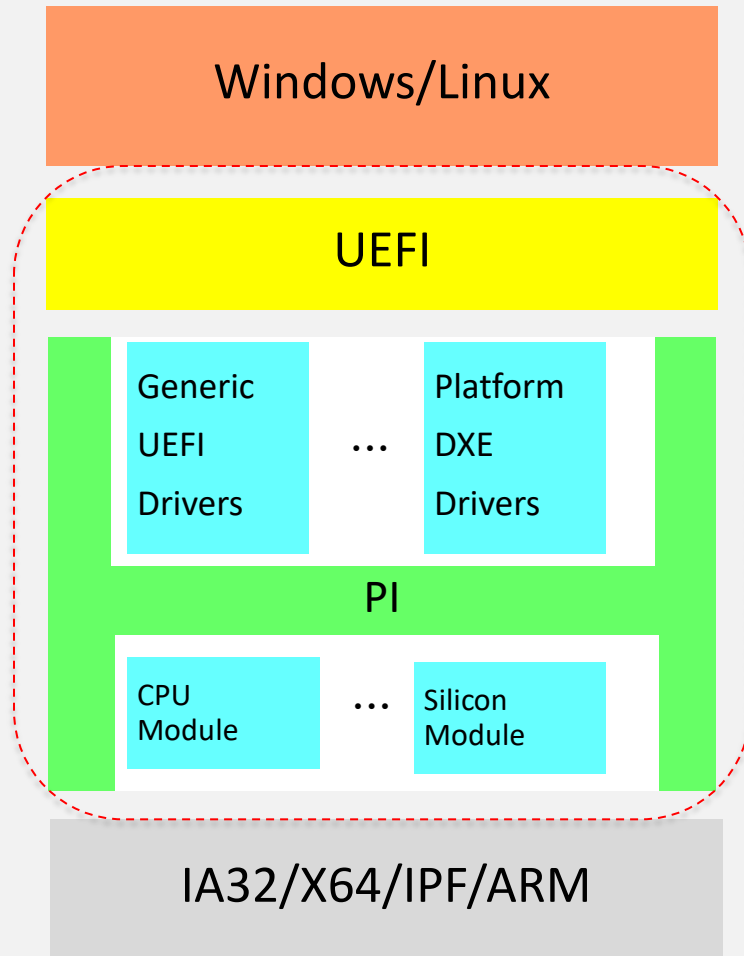 Windows/Linux
UEFI
Generic
UEFI
Drivers
...
Platform
DXE
Drivers
PI
CPU
Module
...
Silicon
Module
IA32/X64/IPF/ARM